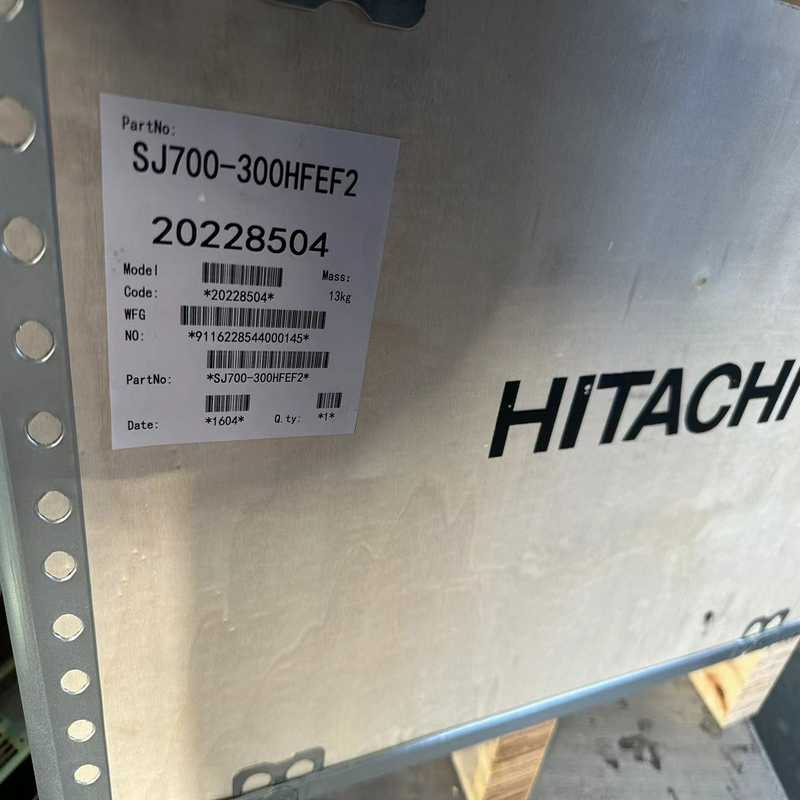 PartNo:
SJ700-300HFEF2
20228504
Model
Code:
*20228504*
Mass:
13kg
WFG
NO:
*9116228544000145*
PartNo:
*SJ700-300HFEF2*
Date:
*1604*
Q.ty:
*1*
HITACHI